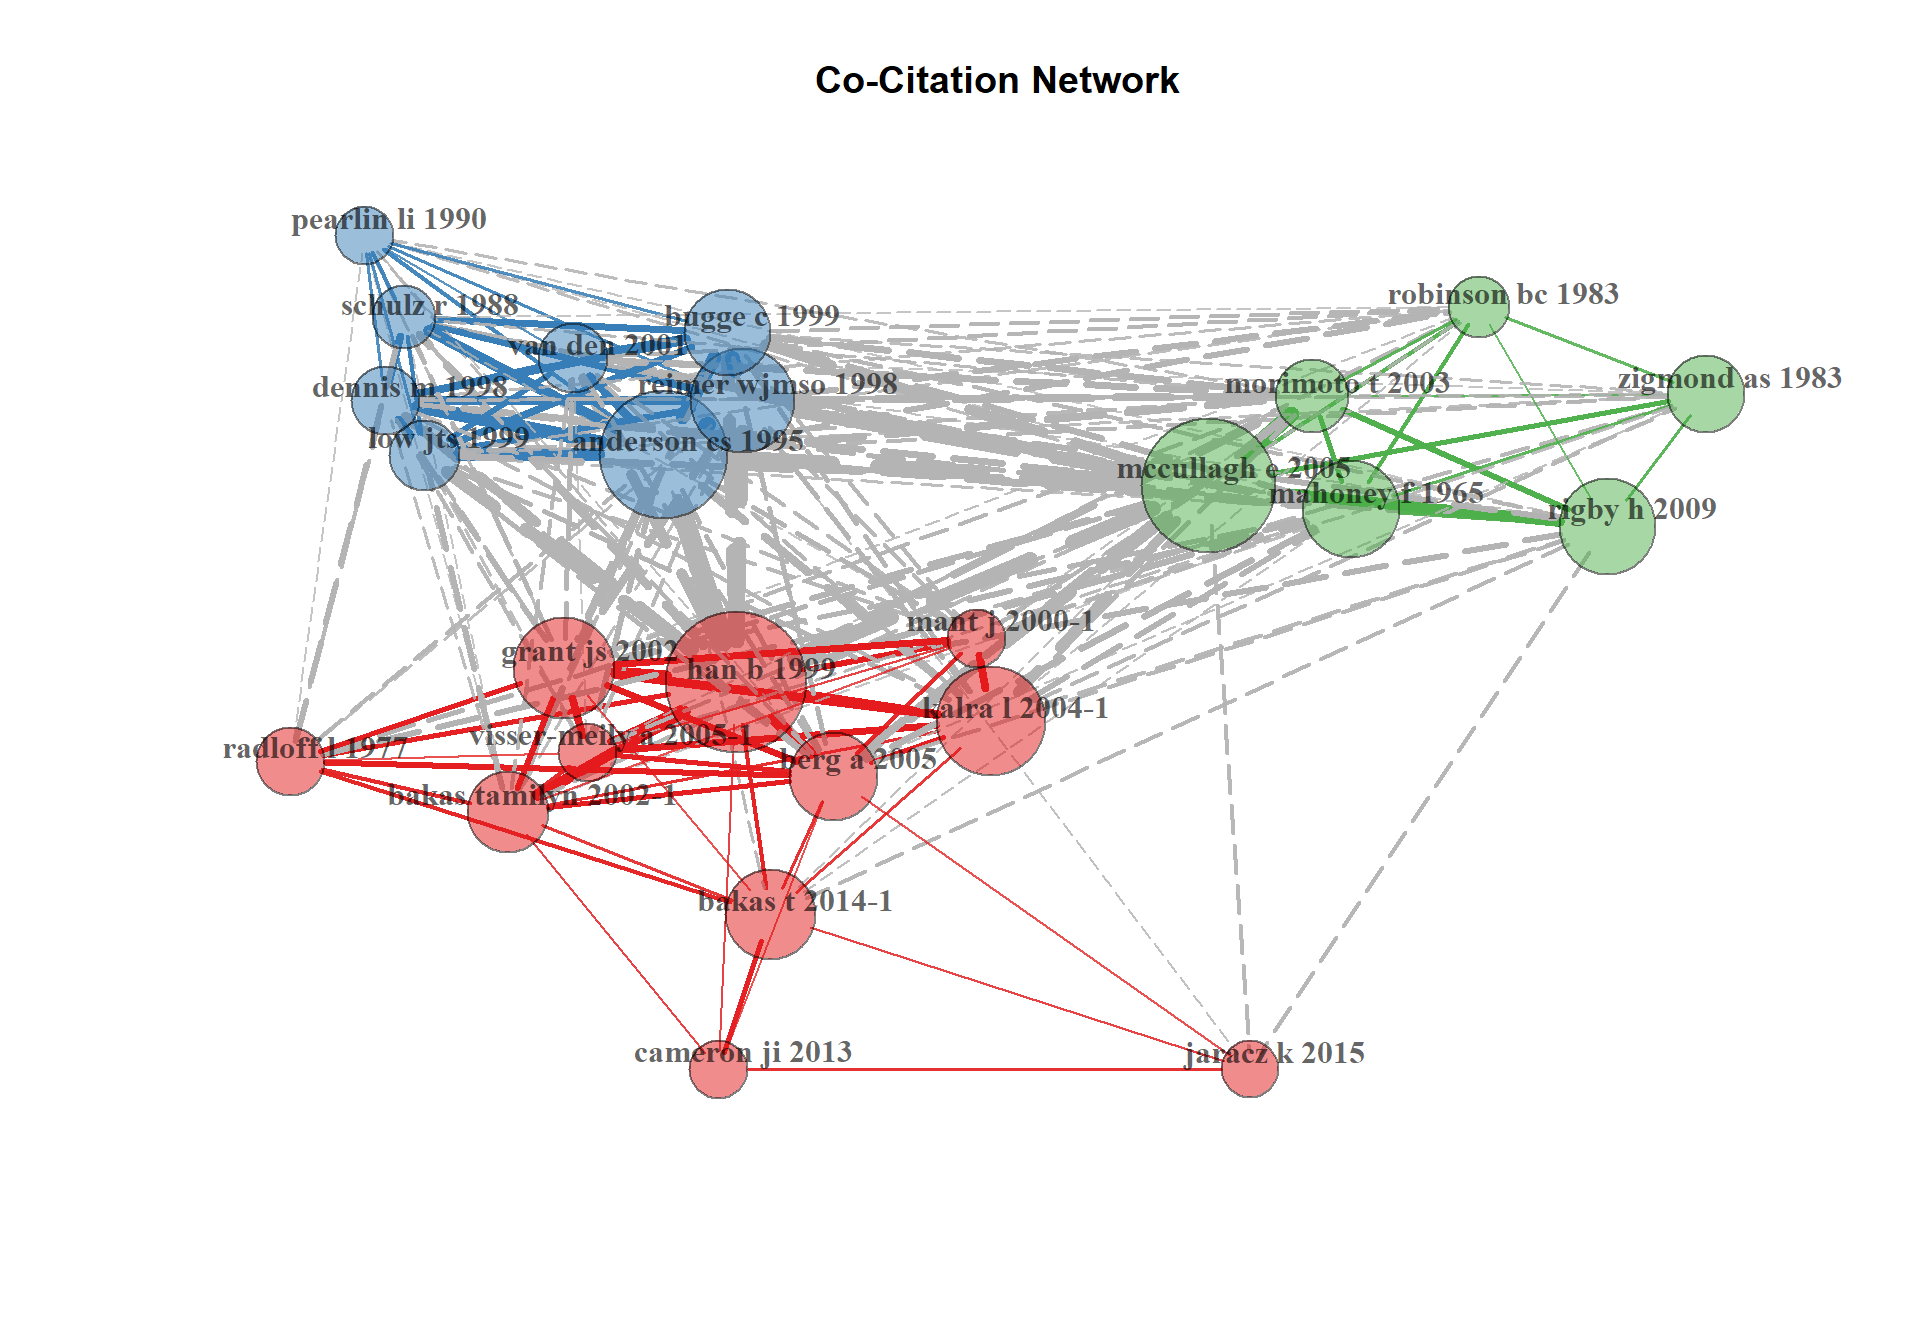 Co-Citation Network
pearlin li 1990
schulz r 1988
bugge c 1999
van den 2001
dennis m 1998
reimer wjmso 1998
low jts 1999
anderson cs 1995
robinson bc 1983
morimoto t 2003
zigmond as 1983
mccullagh e 2005
mahoney f 1965
rigby h 2009
mant j 2000-1
grant js 2002
han b 1999
kalra l 2004-1
visser-meily a 2005-1
radloff l 1977
berg a 2005
bakas tamilyn 2002-1
bakas t 2014-1
cameron ji 2013
jaracz k 2015